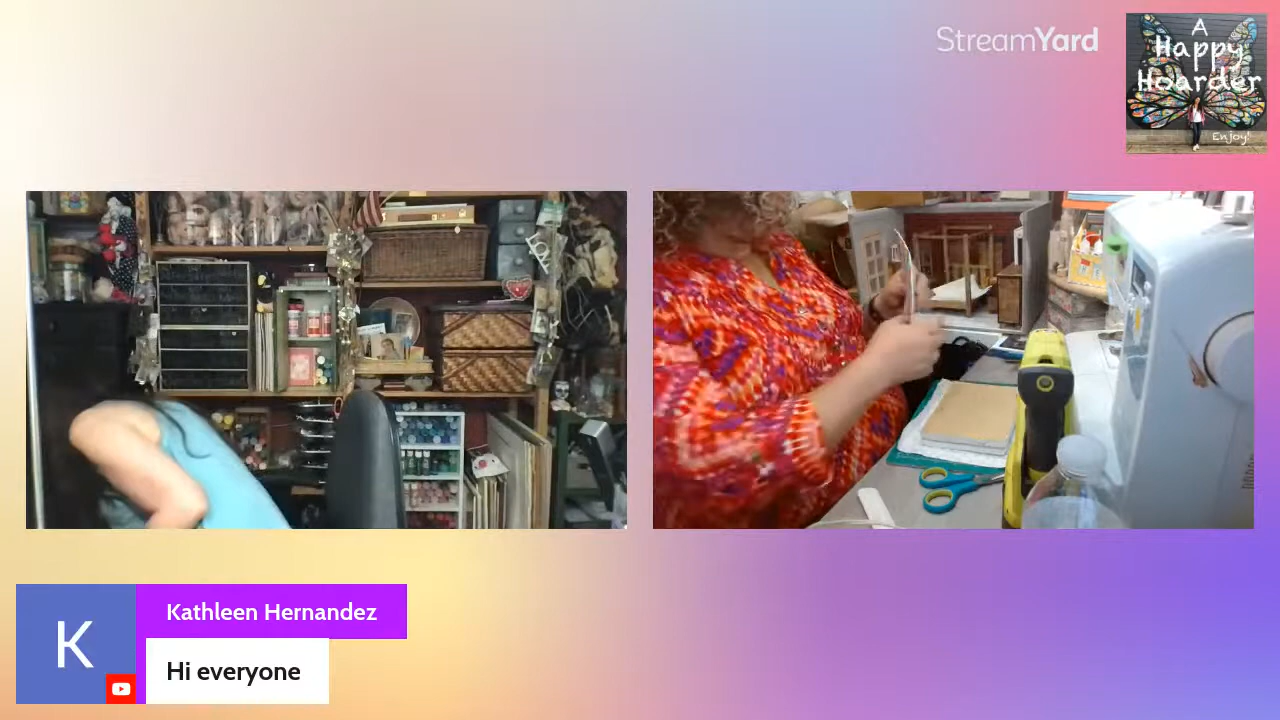 StreamYard
A
Happy
Hoarder
Enjoy!
K
Kathleen Hernandez
Hi everyone